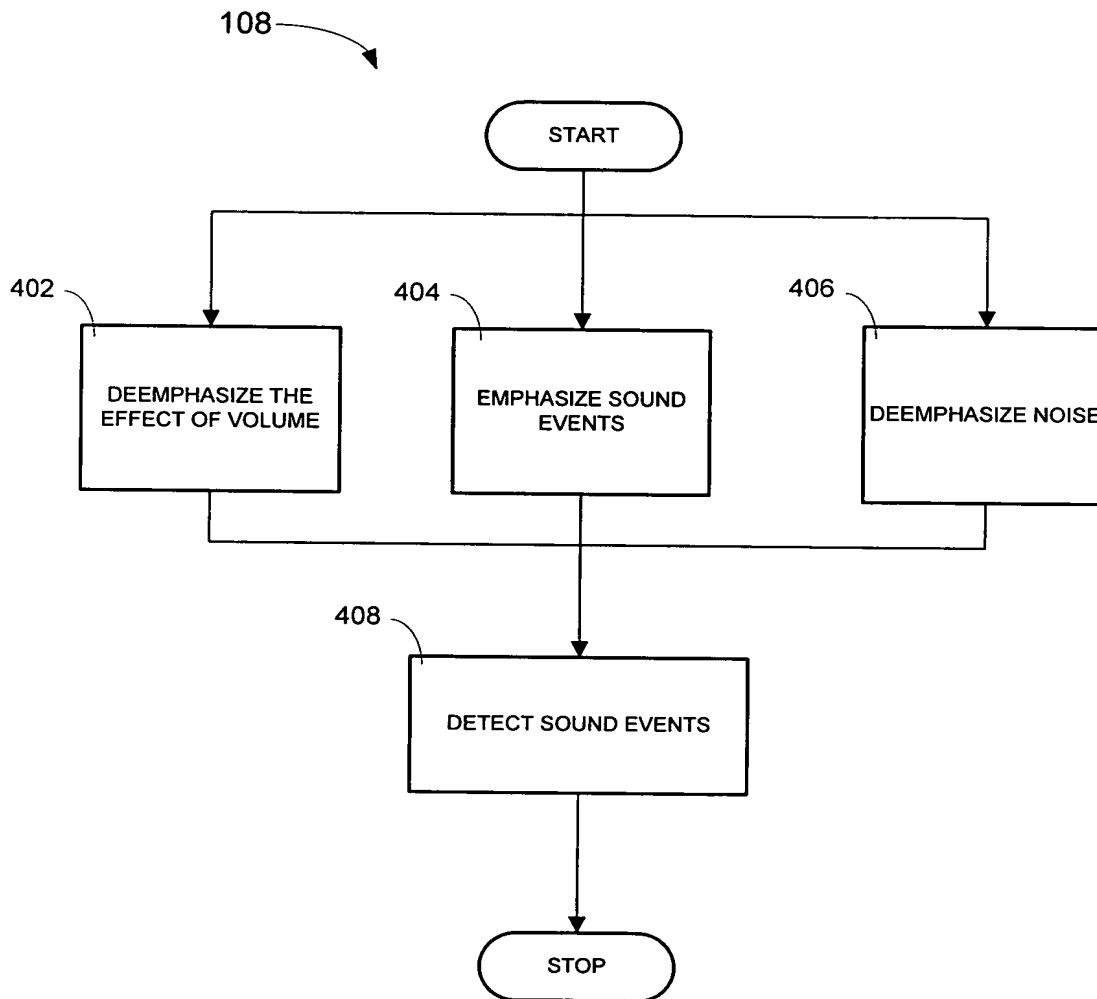 108
START
402
404
406
DEEMPHASIZE THE
EFFECT OF VOLUME
EMPHASIZE SOUND
EVENTS
DEEMPHASIZE NOISE
408
DETECT SOUND EVENTS
STOP